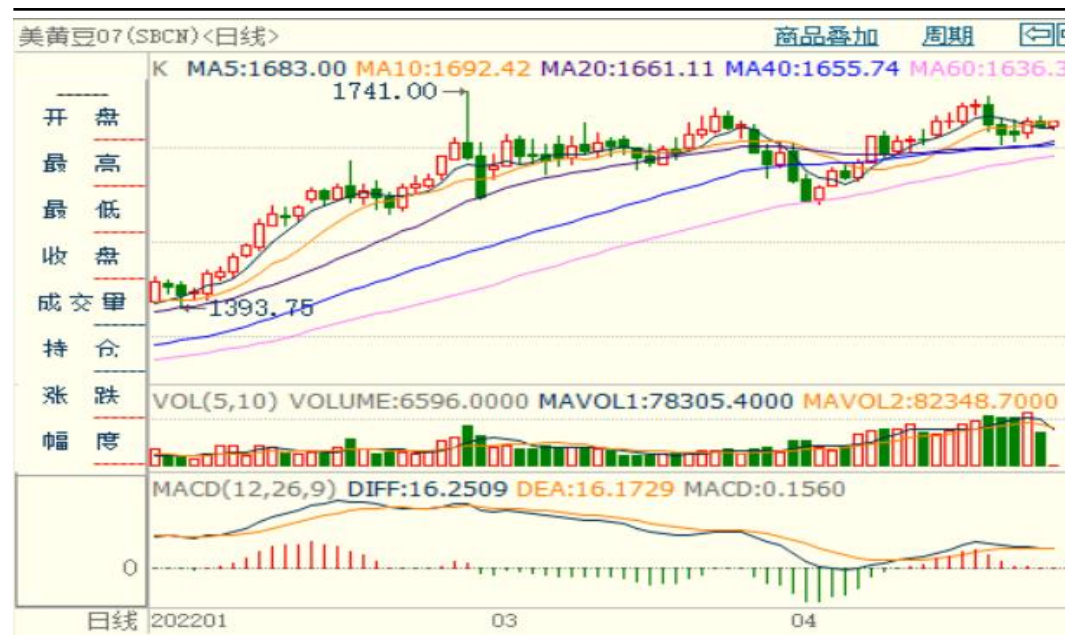 美黄豆07(SBCN)<日线>
商品叠加
周期
K MA5:1683.00 MA10:1692.42 MA20:1661.11 MA40:1655.74 MA60:1636.3
1741.00
开 盘
最 高
最 低
收 盘
成交量
1393.75
持 仓
涨 跌
幅 度
VOL(5,10) VOLUME:6596.0000 MAVOL1:78305.4000 MAVOL2:82348.7000
MACD(12,26,9) DIFF:16.2509 DEA:16.1729 MACD:0.1560
0
日线 202201 03 04